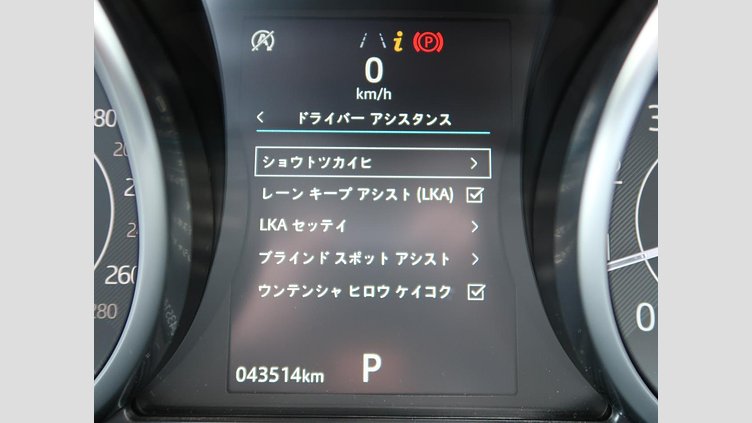 i (P)
0
km/h
ドライバー アシスタンス
ショウトツカイヒ
レーン キープ アシスト (LKA)
LKA セッテイ
ブラインド スポット アシスト
ウンテンシャ ヒロウ ケイコク
043514km P
260
280
0